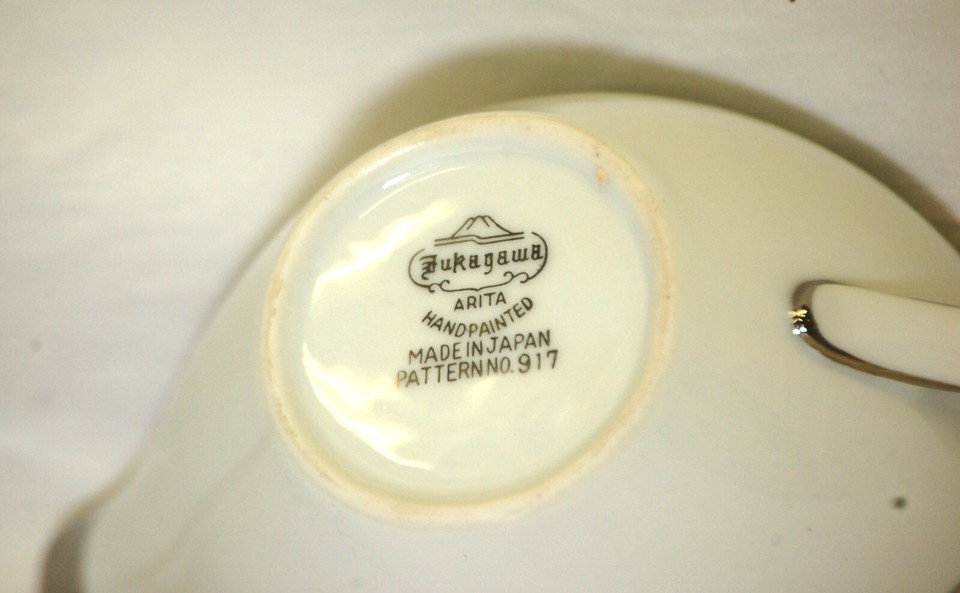 Fukagawa
ARITA
HANDPAINTED
MADE IN JAPAN
PATTERN NO. 917